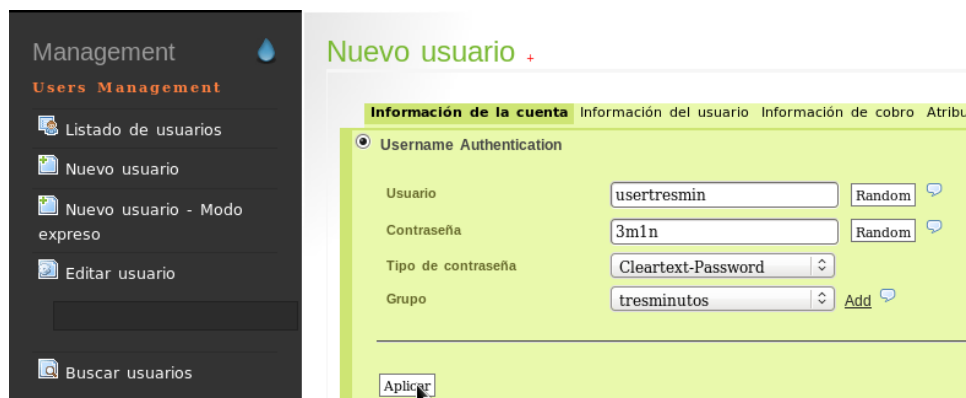 Management
Users Management
Listado de usuarios
Nuevo usuario
Nuevo usuario - Modo
expreso
Editar usuario
Buscar usuarios
Nuevo usuario +
Información de la cuenta Información del usuario Información de cobro Atribu
Username Authentication
Usuario usertresmin Random
Contraseña 3m1n Random
Tipo de contraseña Cleartext-Password
Grupo tresminutos Add
Aplicar